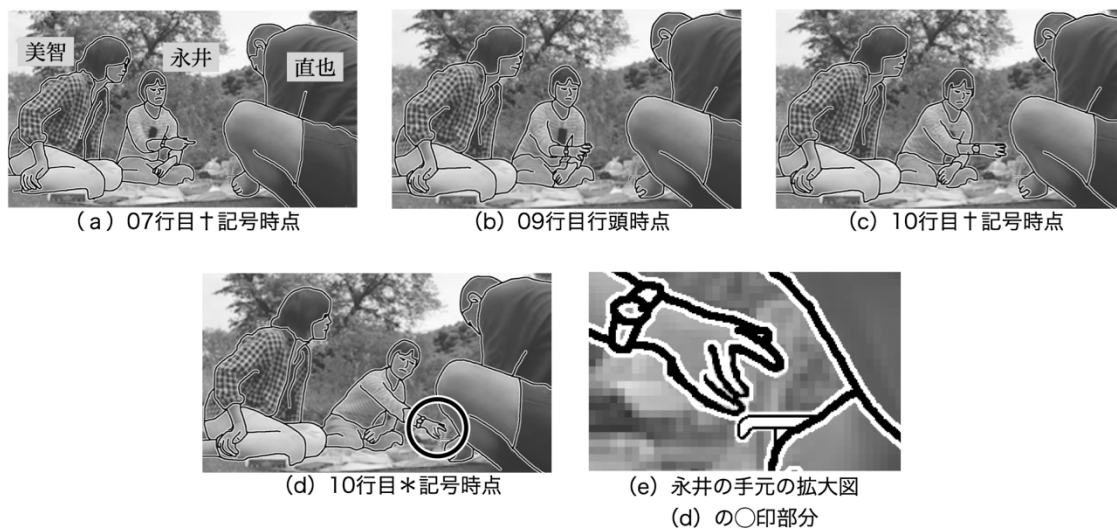 美智
永井
直也
(a)07行目†記号時点
(b)09行目行頭時点
(c)10行目†記号時点
(d)10行目＊記号時点
(e)永井の手元の拡大図
(d)の○印部分